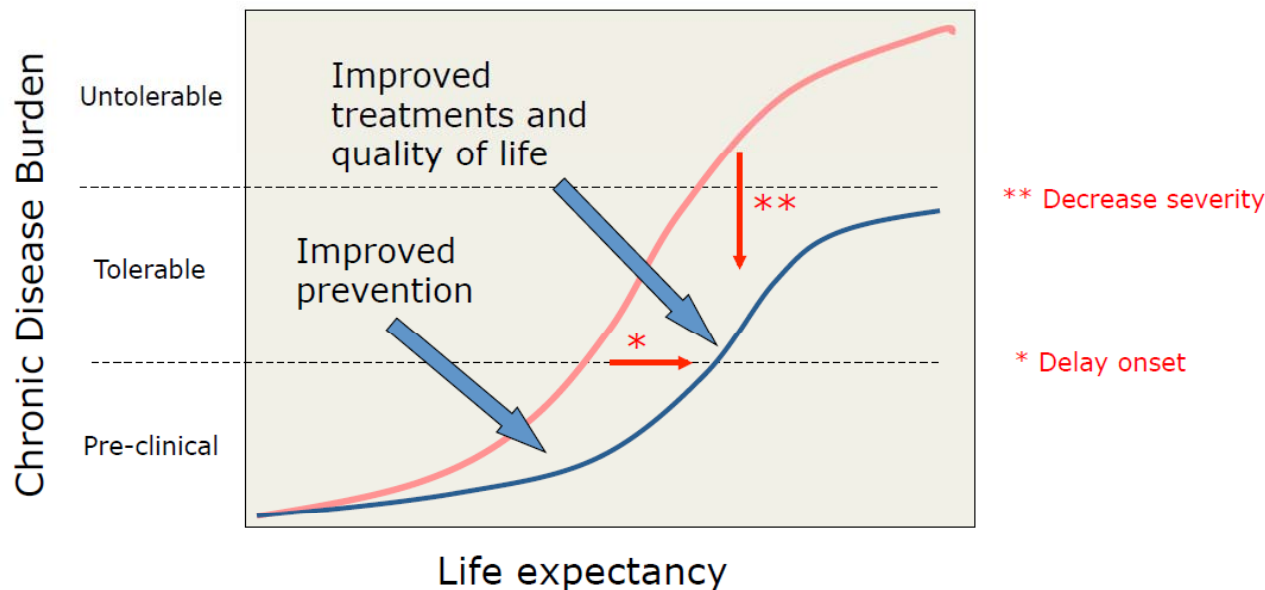 Chronic Disease Burden
Untolerable
Tolerable
Pre-clinical
Improved
treatments and
quality of life
Improved
prevention
**
*
** Decrease severity
* Delay onset
Life expectancy